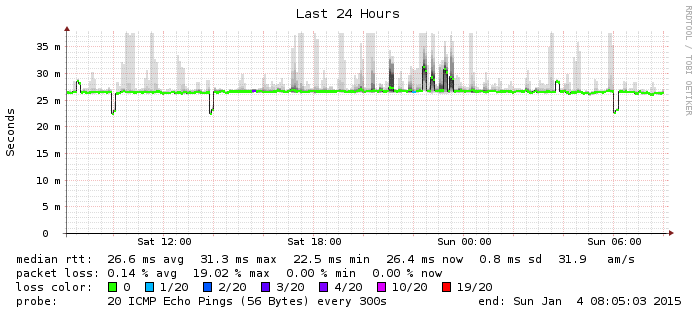 Last 24 Hours
RRDTOOL / TOBI OETIKER
Seconds
35 m
30 m
25 m
20 m
15 m
10 m
5 m
0
Sat 12:00 Sat 18:00 Sun 00:00 Sun 06:00
median rtt: 26.6 ms avg 31.3 ms max 22.5 ms min 26.4 ms now 0.8 ms sd 31.9 am/s
packet loss: 0.14 % avg 19.02 % max 0.00 % min 0.00 % now
loss color: 0 1/20 2/20 3/20 4/20 10/20 19/20
probe: 20 ICMP Echo Pings (56 Bytes) every 300s end: Sun Jan 4 08:05:03 2015